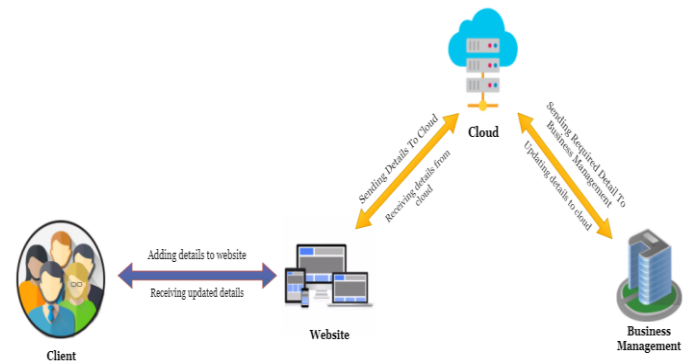 Cloud
Sending Details To Cloud
Receiving details from
cloud
Sending Required Detail To
Business Management
Updating details to cloud
Adding details to website
Receiving updated details
Client
Website
Business
Management